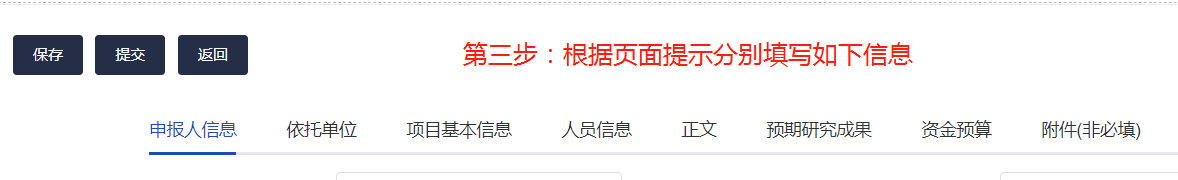 保存 提交 返回 第三步：根据页面提示分别填写如下信息
申报人信息 依托单位 项目基本信息 人员信息 正文 预期研究成果 资金预算 附件(非必填)